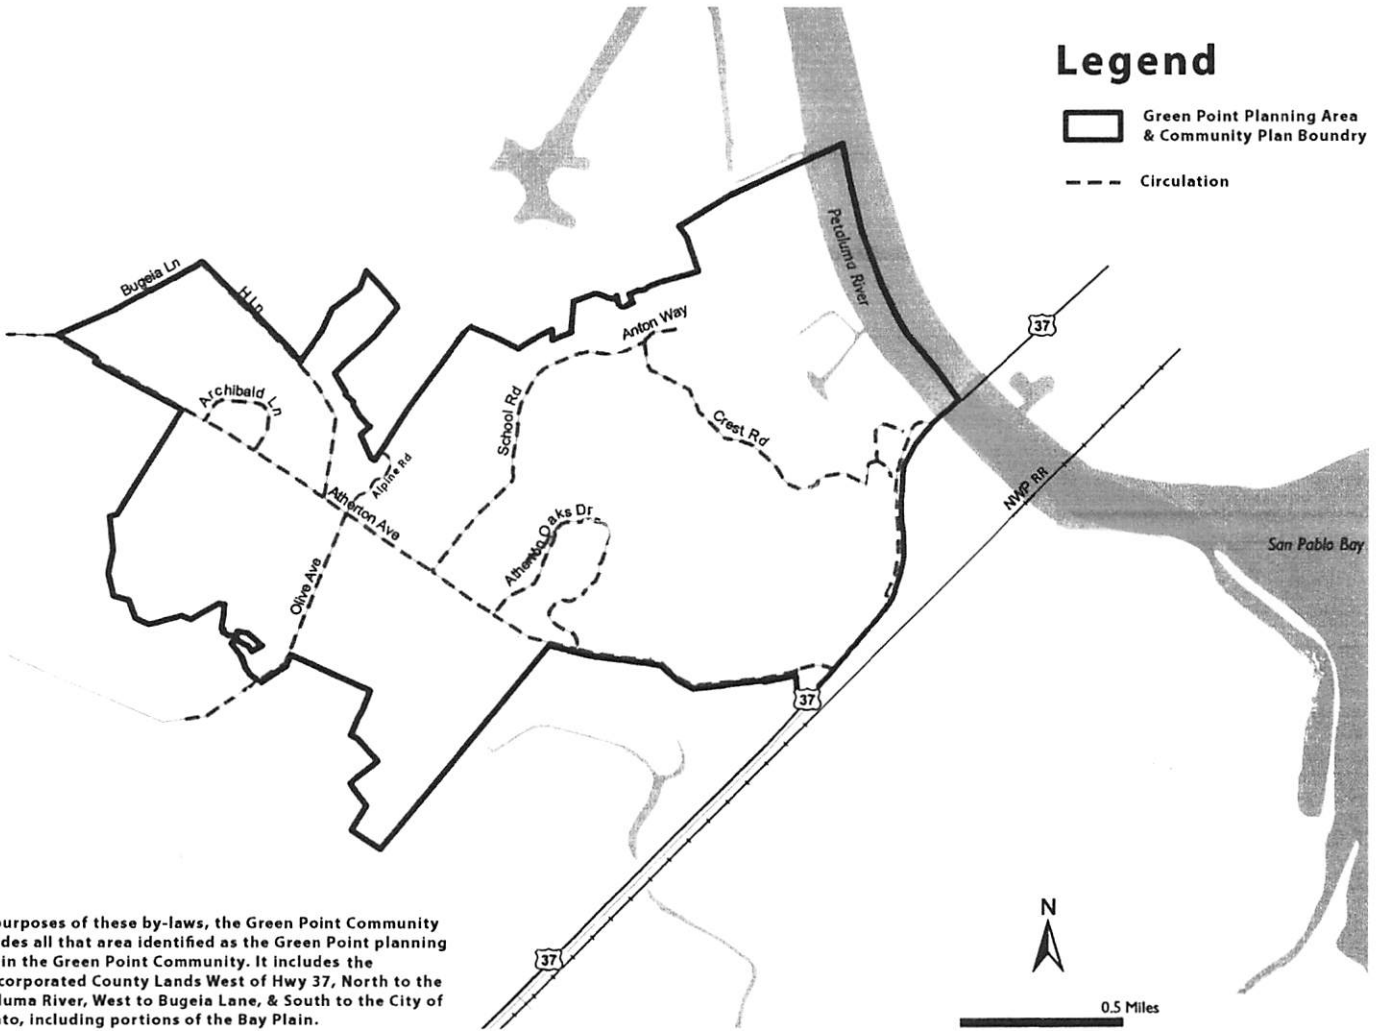 Legend
Green Point Planning Area
& Community Plan Boundry
Circulation
Petaluma River
Bugeia Ln
H Ln
37
Anton Way
Archibald Ln
School Rd
Crest Rd
Alpine Rd
Atherton Ave
NWP RR
Atherton Oaks Dr
San Pablo Bay
Olive Ave
37
37
N
0.5 Miles
purposes of these by-laws, the Green Point Community
des all that area identified as the Green Point planning
in the Green Point Community. It includes the
corporated County Lands West of Hwy 37, North to the
luma River, West to Bugeia Lane, & South to the City of
to, including portions of the Bay Plain.